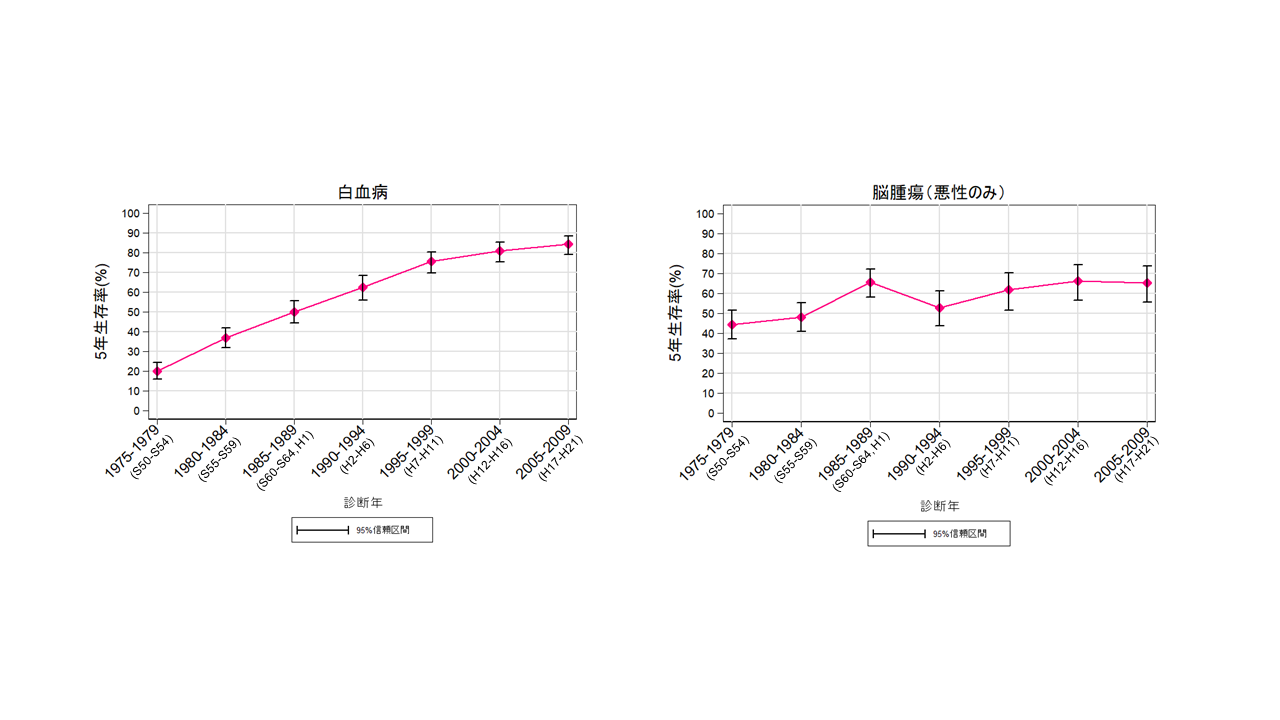 白血病
5年生存率(%)
100
90
80
70
60
50
40
30
20
10
0
1975-1979
(S50-S54)
1980-1984
(S55-S59)
1985-1989
(S60-S64,H1)
1990-1994
(H2-H6)
1995-1999
(H7-H11)
2000-2004
(H12-H16)
2005-2009
(H17-H21)
診断年
95%信頼区間
脳腫瘍(悪性のみ)
5年生存率(%)
100
90
80
70
60
50
40
30
20
10
0
1975-1979
(S50-S54)
1980-1984
(S55-S59)
1985-1989
(S60-S64,H1)
1990-1994
(H2-H6)
1995-1999
(H7-H11)
2000-2004
(H12-H16)
2005-2009
(H17-H21)
診断年
95%信頼区間